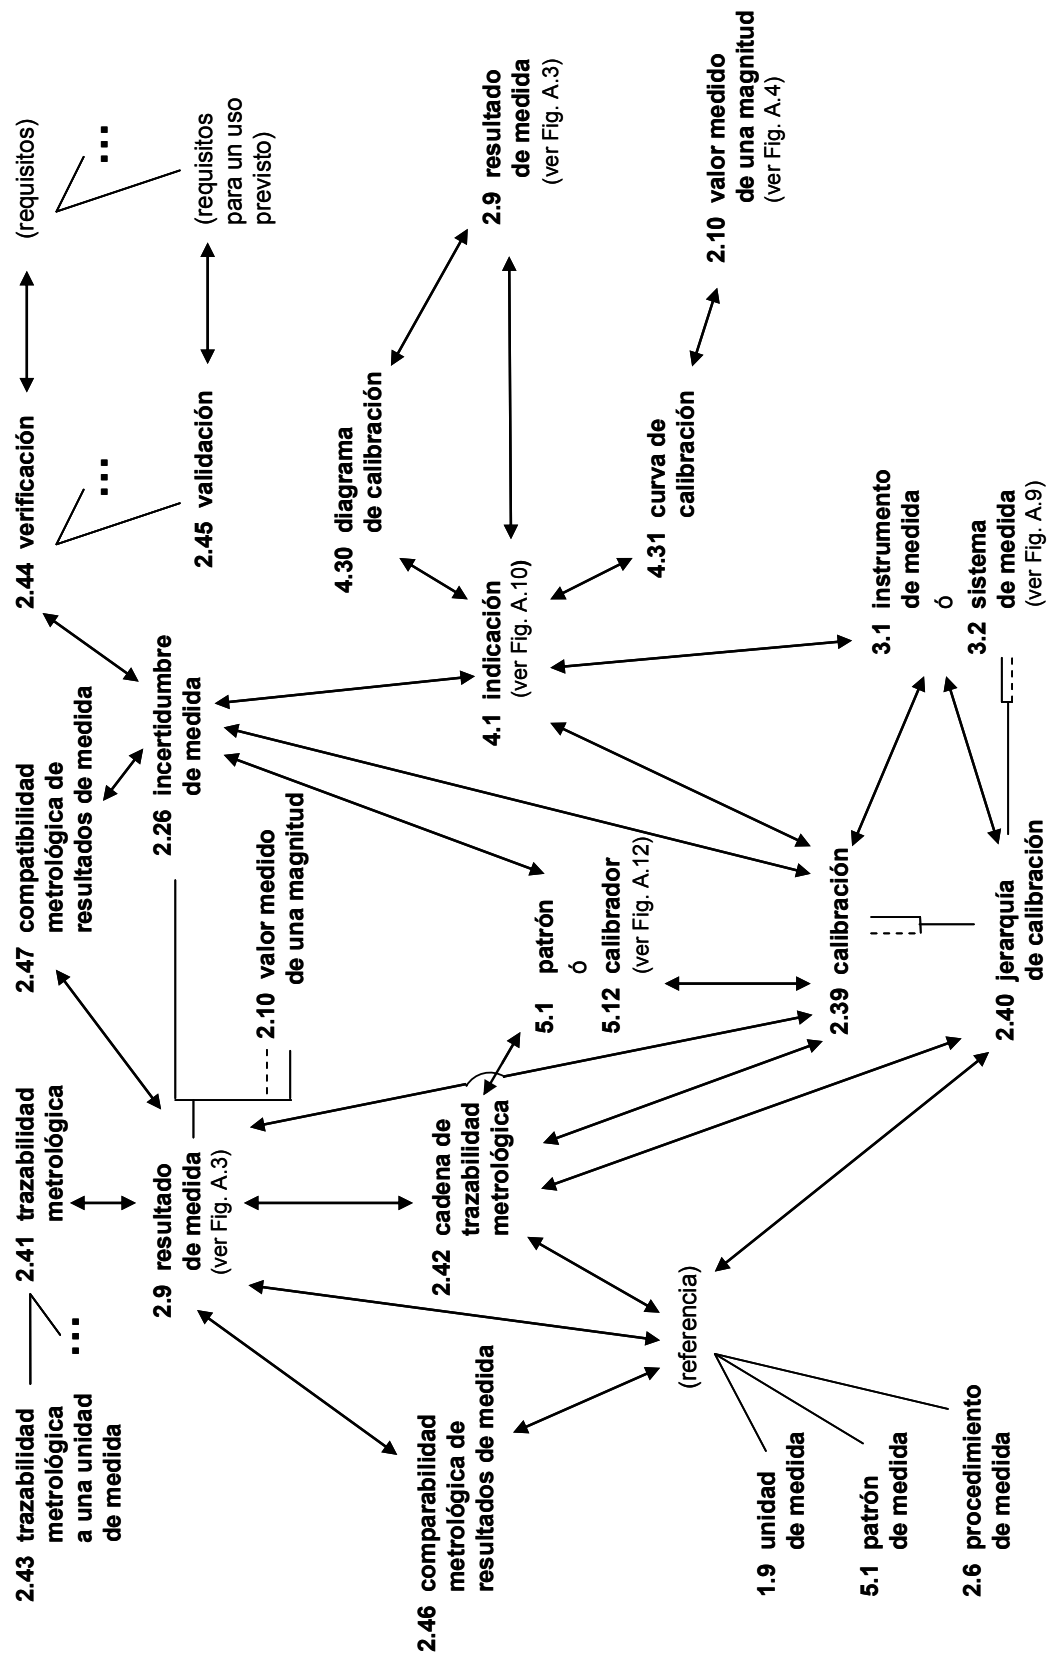 2.43 trazabilidad
metrológica
a una unidad
de medida
2.41 trazabilidad
metrológica
2.47 compatibilidad
metrológica de
resultados de medida
2.44 verificación
(requisitos)
...
...
...
2.45 validación
(requisitos
para un uso
previsto)
2.9 resultado
de medida
(ver Fig. A.3)
2.26 incertidumbre
de medida
2.10 valor medido
de una magnitud
2.46 comparabilidad
metrológica de
resultados de medida
2.42 cadena de
trazabilidad
metrológica
5.1 patrón
ó
5.12 calibrador
(ver Fig. A.12)
4.1 indicación
(ver Fig. A.10)
4.30 diagrama
de calibración
2.9 resultado
de medida
(ver Fig. A.3)
4.31 curva de
calibración
2.10 valor medido
de una magnitud
(ver Fig. A.4)
(referencia)
1.9 unidad
de medida
5.1 patrón
de medida
2.6 procedimiento
de medida
2.39 calibración
2.40 jerarquía
de calibración
3.1 instrumento
de medida
ó
3.2 sistema
de medida
(ver Fig. A.9)